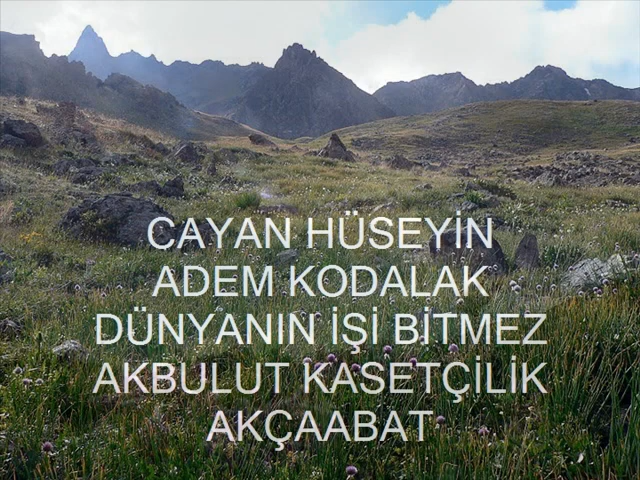 CAYAN HÜSEYİN
ADEM KODALAK
DÜNYANIN İŞİ BİTMEZ
AKBULUT KASETÇİLİK
AKÇAABAT